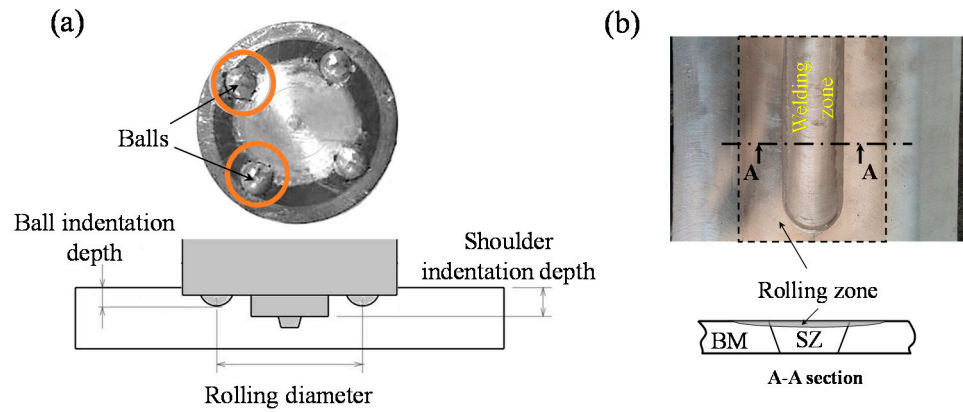 (a)
Balls
Ball indentation
depth
Shoulder
indentation depth
Rolling diameter
(b)
Welding
zone
A
A
Rolling zone
BM
SZ
A-A section